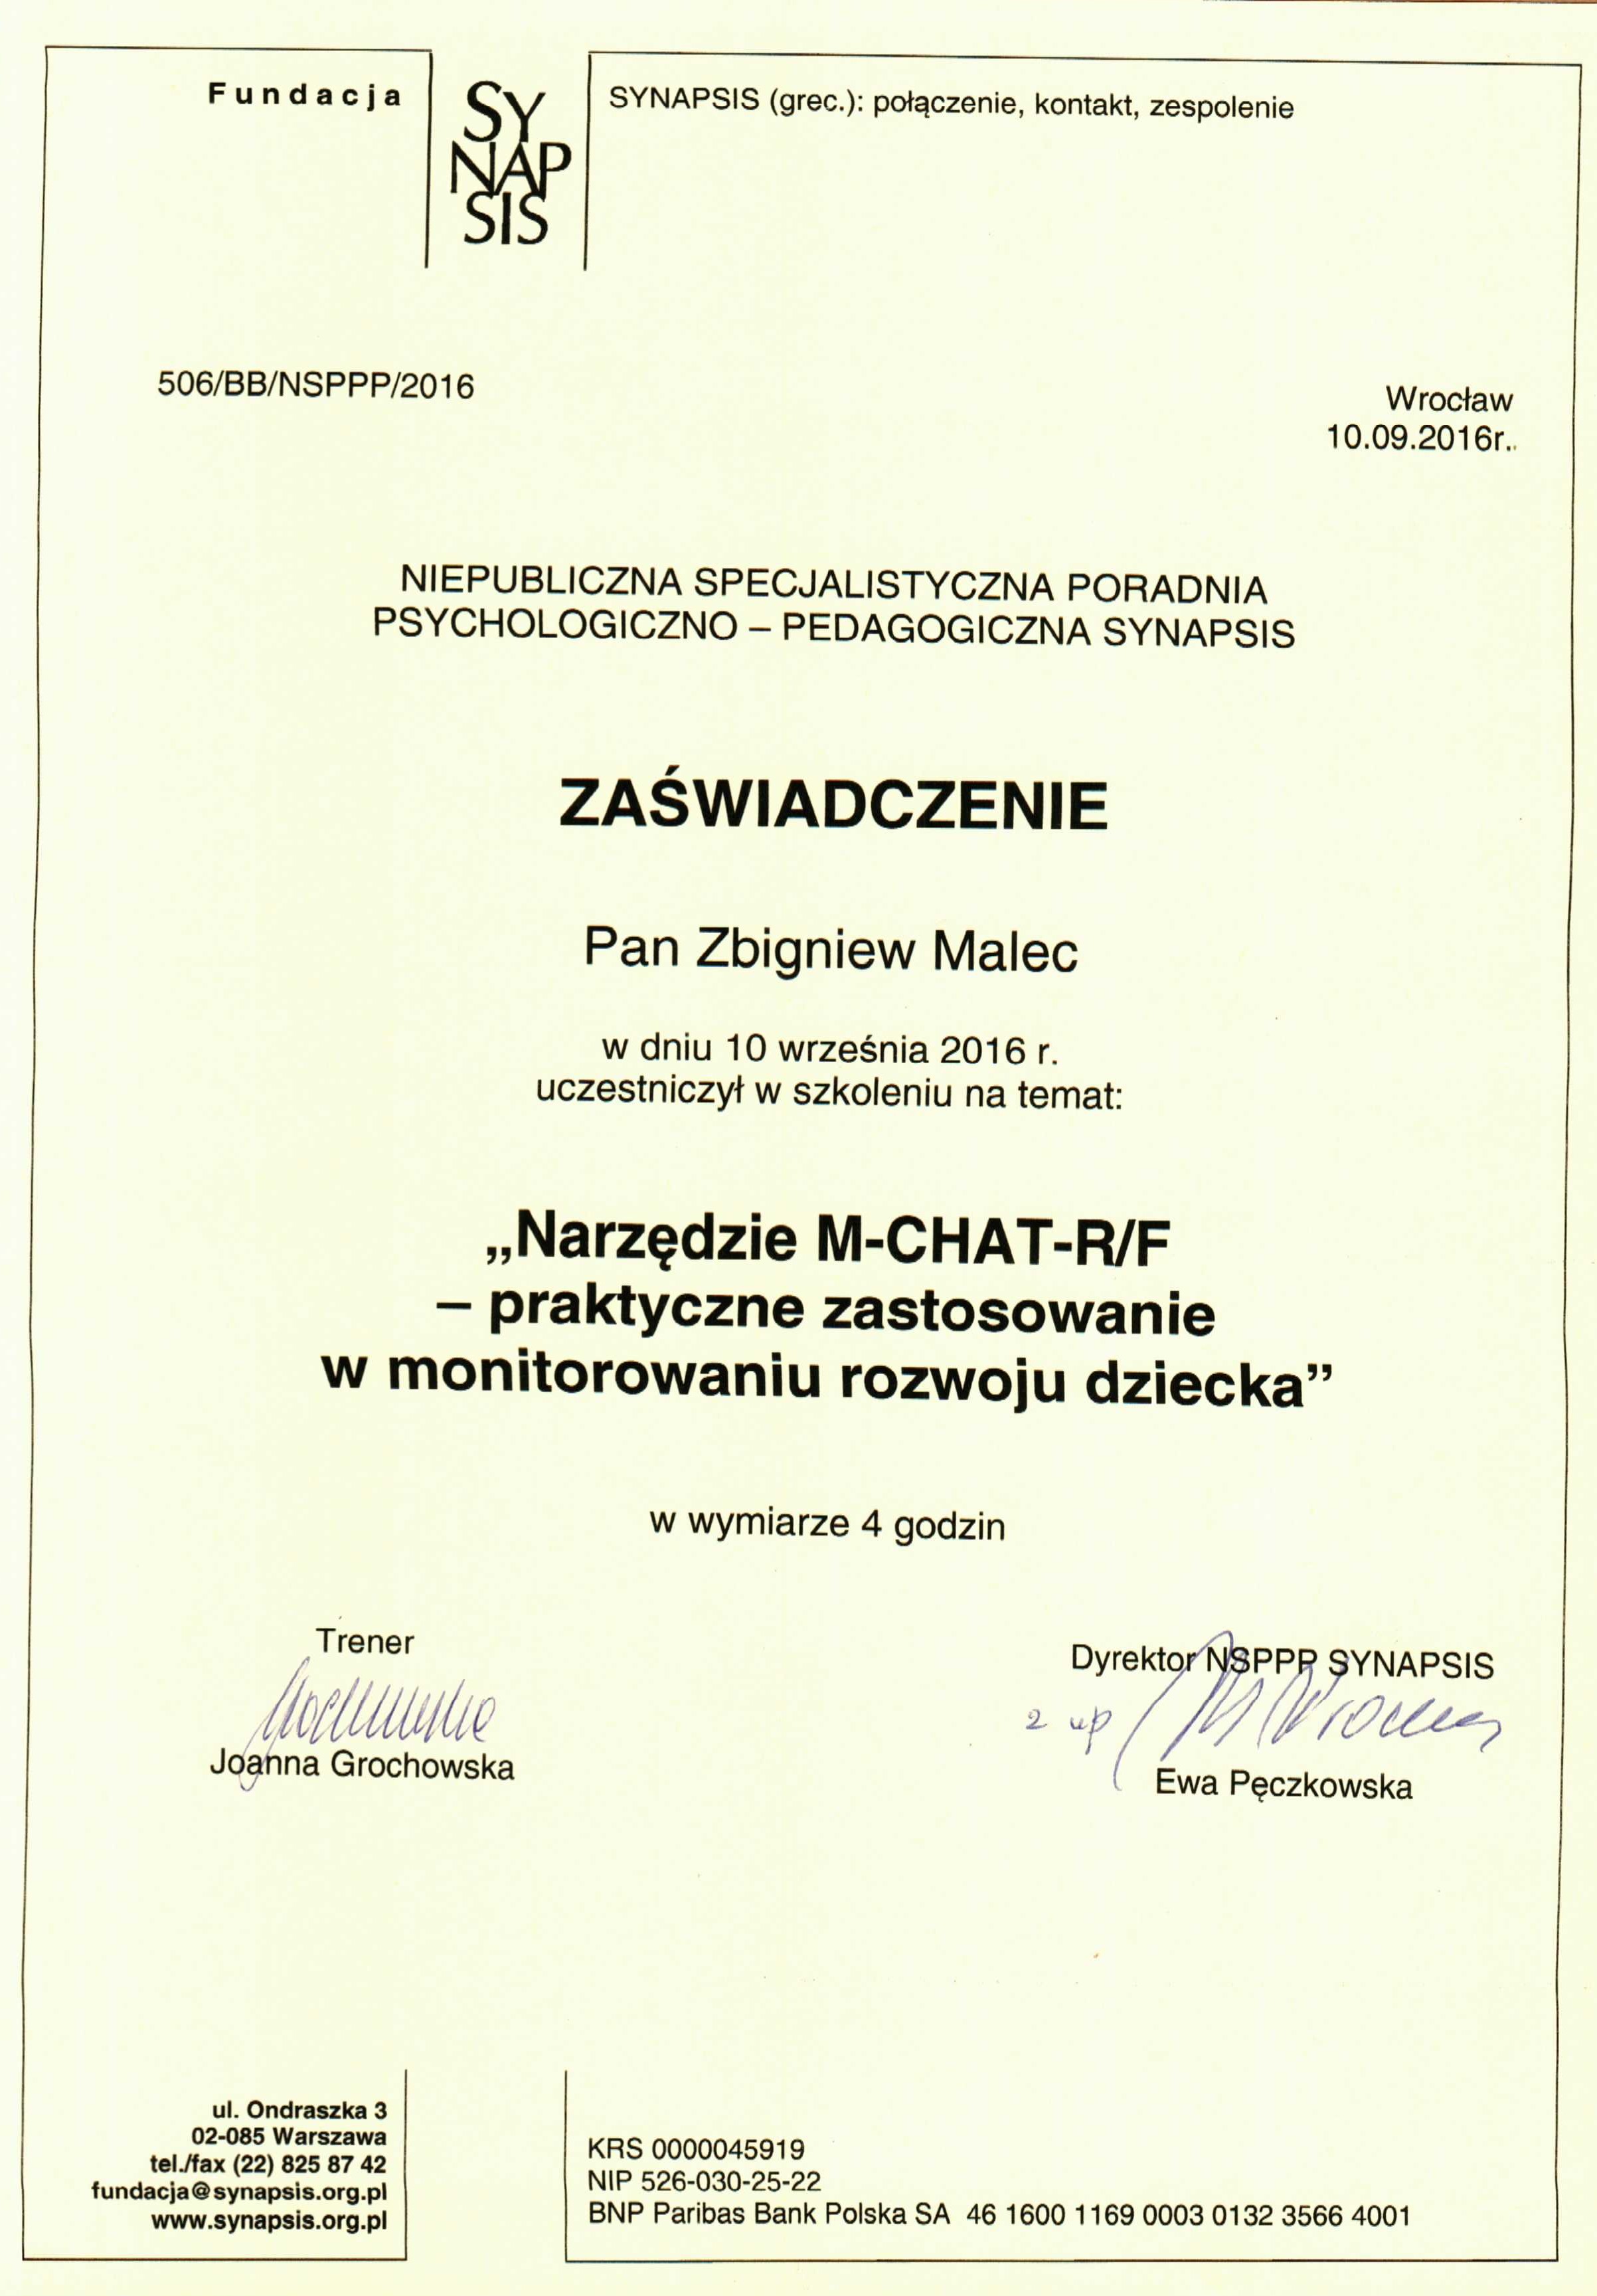 Fundacja
SY
NAP
SIS
SYNAPSIS (grec.): połączenie, kontakt, zespolenie
506/BB/NSPPP/2016
Wrocław
10.09.2016r..
NIEPUBLICZNA SPECJALISTYCZNA PORADNIA
PSYCHOLOGICZNO – PEDAGOGICZNA SYNAPSIS
ZAŚWIADCZENIE
Pan Zbigniew Malec
w dniu 10 września 2016 r.
uczestniczył w szkoleniu na temat:
„Narzędzie M-CHAT-R/F
– praktyczne zastosowanie
w monitorowaniu rozwoju dziecka”
w wymiarze 4 godzin
Trener
Joanna Grochowska
Dyrektor NSPPP SYNAPSIS
z up
Ewa Pęczkowska
ul. Ondraszka 3
02-085 Warszawa
tel./fax (22) 825 87 42
fundacja@synapsis.org.pl
www.synapsis.org.pl
KRS 0000045919
NIP 526-030-25-22
BNP Paribas Bank Polska SA 46 1600 1169 0003 0132 3566 4001